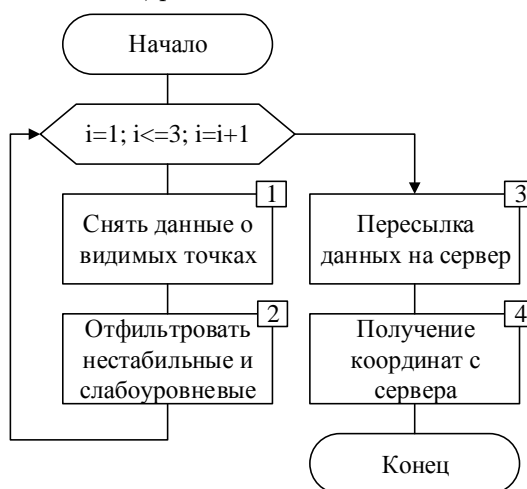 Начало
i=1; i<=3; i=i+1
1
Снять данные о
видимых точках
2
Отфильтровать
нестабильные и
слабоуровневые
3
Пересылка
данных на сервер
4
Получение
координат с
сервера
Конец